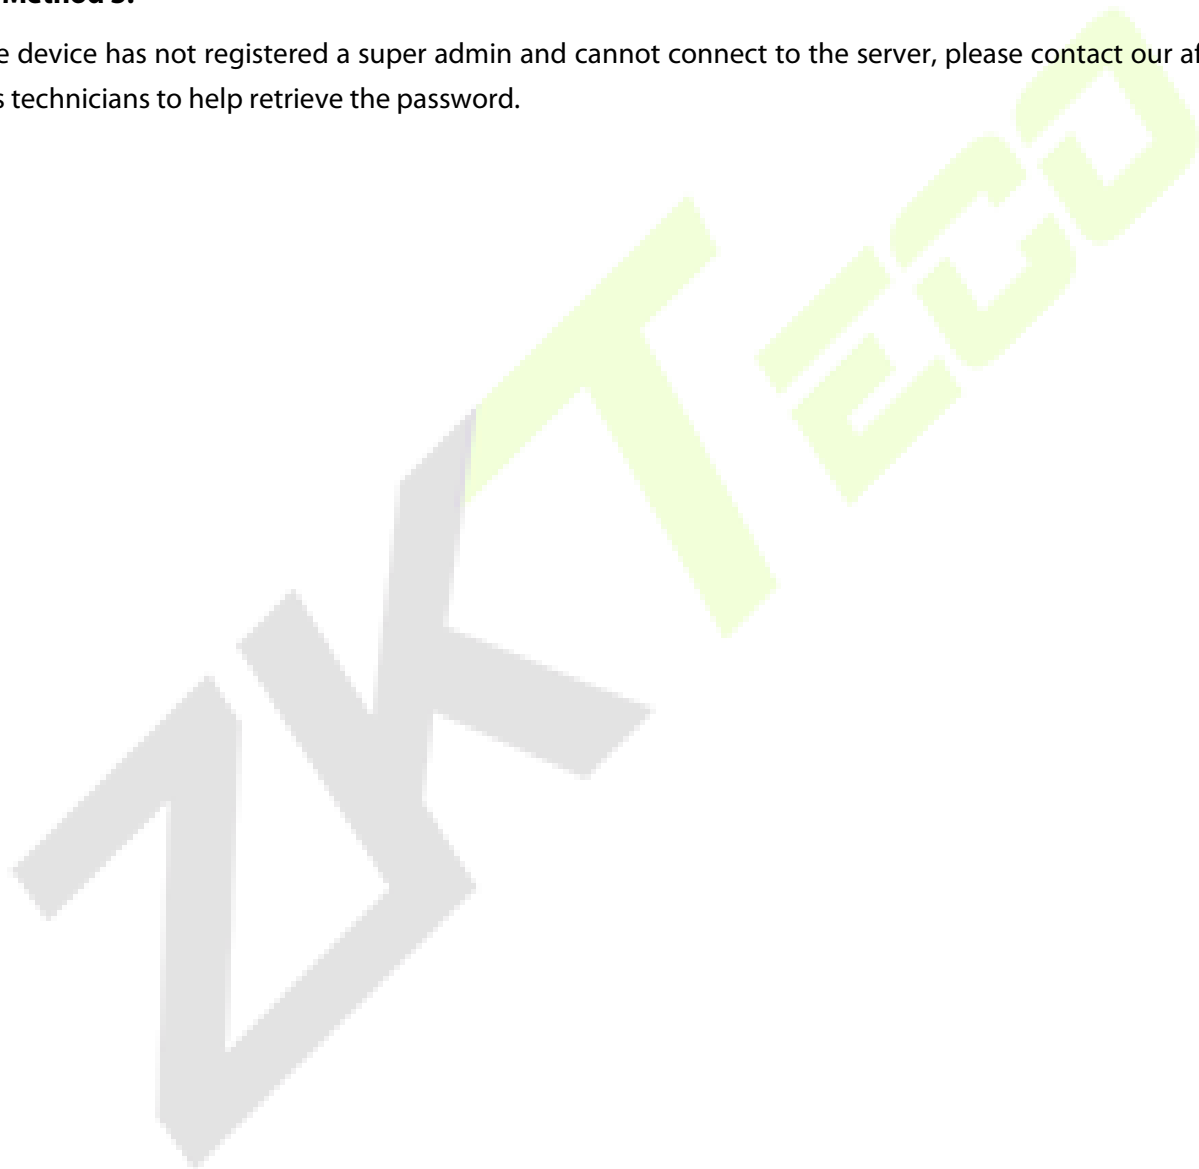 Method 3:
e device has not registered a super admin and cannot connect to the server, please contact our af
s technicians to help retrieve the password.
ZKTECO